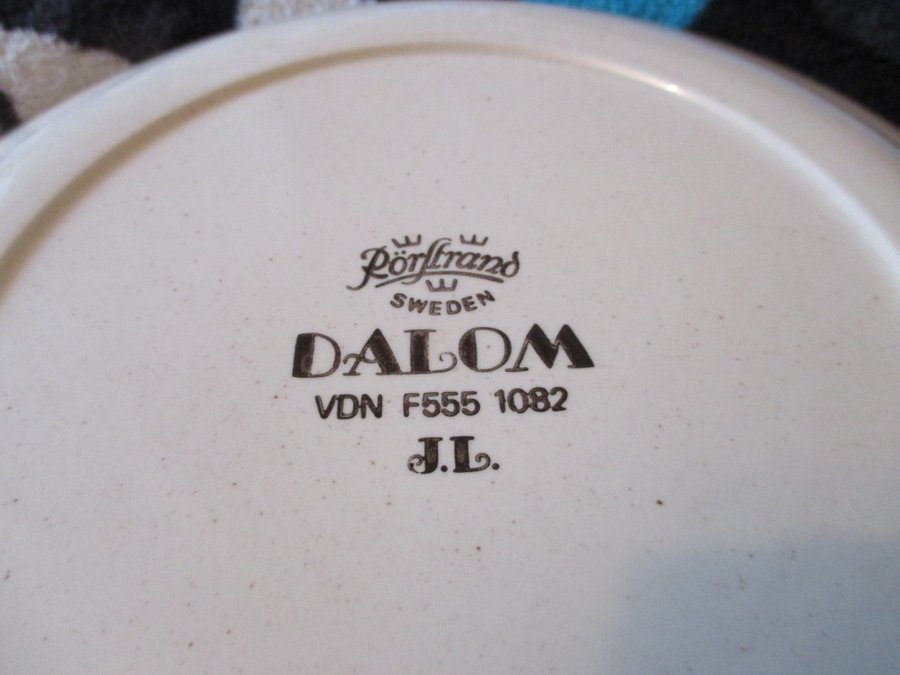 Rörstrand
SWEDEN
DALOM
VDN F555 1082
J.L.